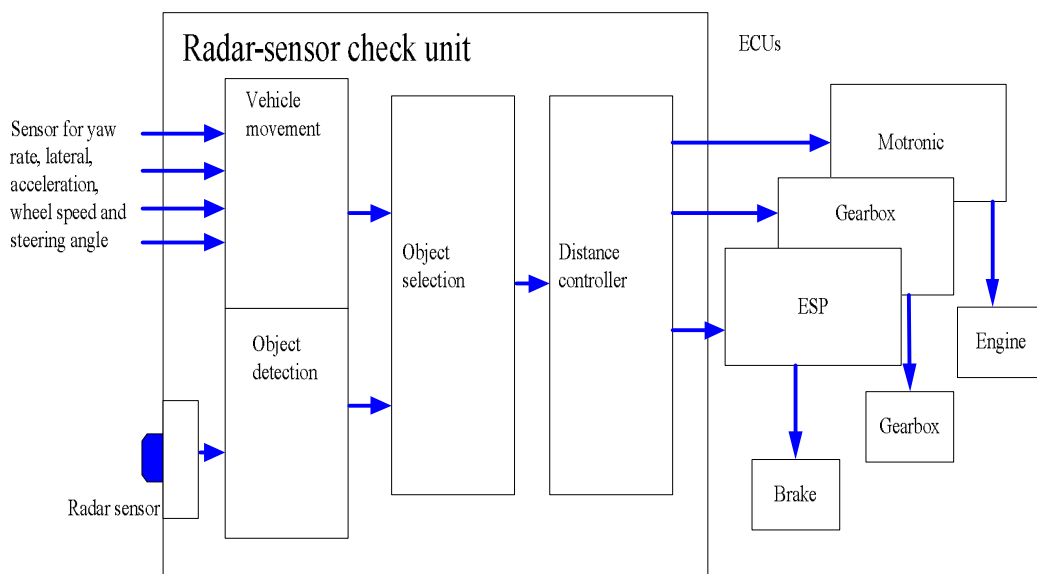 Radar-sensor check unit
ECUs
Sensor for yaw
rate, lateral,
acceleration,
wheel speed and
steering angle
Vehicle
movement
Object
detection
Radar sensor
Object
selection
Distance
controller
Motronic
Gearbox
ESP
Engine
Gearbox
Brake